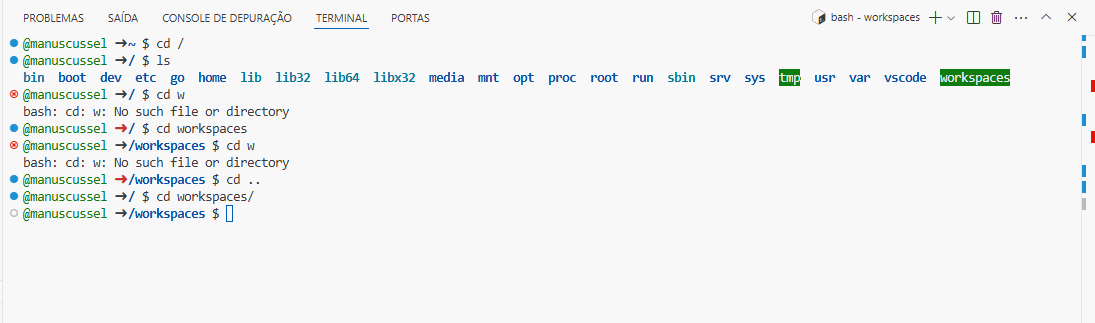 PROBLEMAS SAÍDA CONSOLE DE DEPURAÇÃO TERMINAL PORTAS bash - workspaces
@manuscussel ➜~ $ cd /
@manuscussel ➜/ $ ls
bin boot dev etc go home lib lib32 lib64 libx32 media mnt opt proc root run sbin srv sys tmp usr var vscode workspaces
@manuscussel ➜/ $ cd w
bash: cd: w: No such file or directory
@manuscussel ➜/ $ cd workspaces
@manuscussel ➜/workspaces $ cd w
bash: cd: w: No such file or directory
@manuscussel ➜/workspaces $ cd ..
@manuscussel ➜/ $ cd workspaces/
@manuscussel ➜/workspaces $